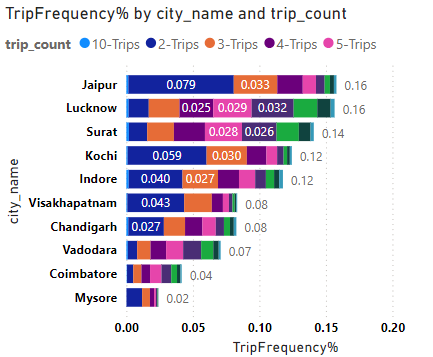 TripFrequency% by city_name and trip_count
trip_count 10-Trips 2-Trips 3-Trips 4-Trips 5-Trips
Jaipur 0.079 0.033 0.16
Lucknow 0.025 0.029 0.032 0.16
Surat 0.028 0.026 0.14
Kochi 0.059 0.030 0.12
Indore 0.040 0.027 0.12
Visakhapatnam 0.043 0.08
Chandigarh 0.027 0.08
Vadodara 0.07
Coimbatore 0.04
Mysore 0.02
city_name
0.00 0.05 0.10 0.15 0.20
TripFrequency%